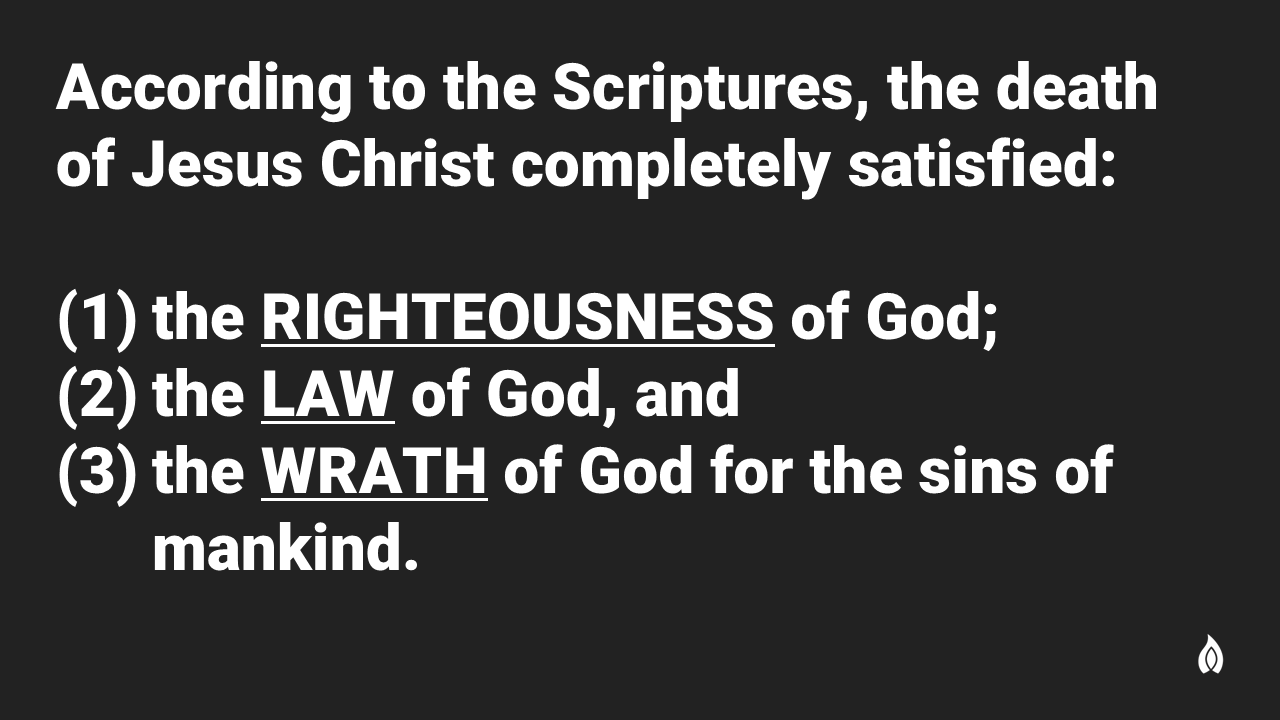 According to the Scriptures, the death
of Jesus Christ completely satisfied:
(1) the RIGHTEOUSNESS of God;
(2) the LAW of God, and
(3) the WRATH of God for the sins of
mankind.